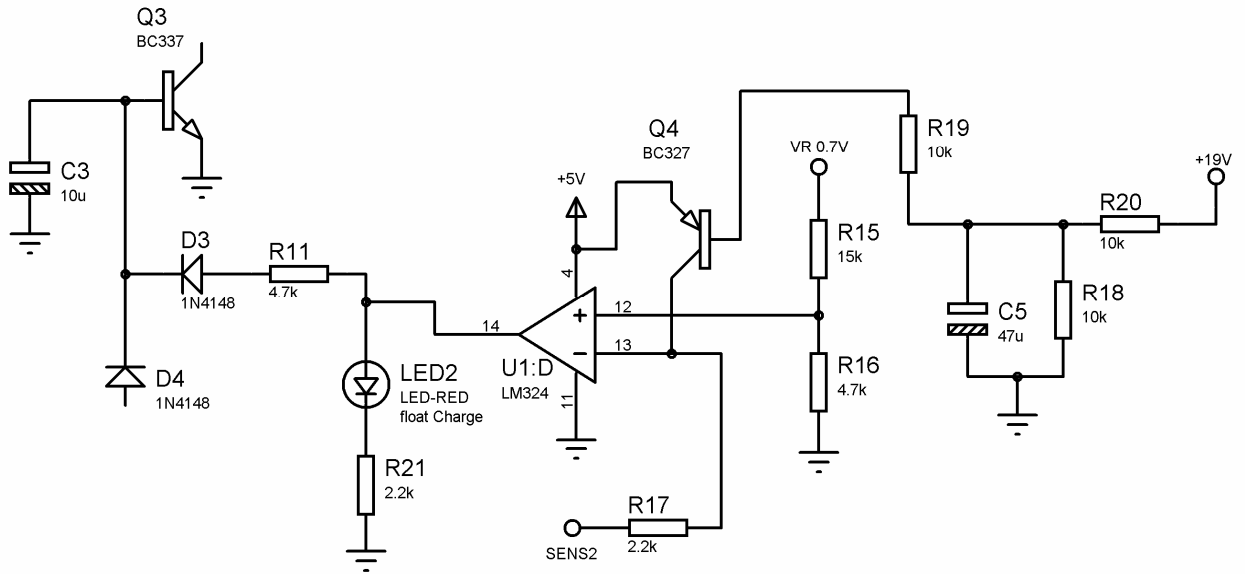 Q3
BC337
C3
10u
D3
1N4148
R11
4.7k
D4
1N4148
LED2
LED-RED
float Charge
R21
2.2k
+5V
4
14
+
12
-
13
U1:D
LM324
11
Q4
BC327
VR 0.7V
R15
15k
R16
4.7k
SENS2
R17
2.2k
R19
10k
+19V
R20
10k
C5
47u
R18
10k